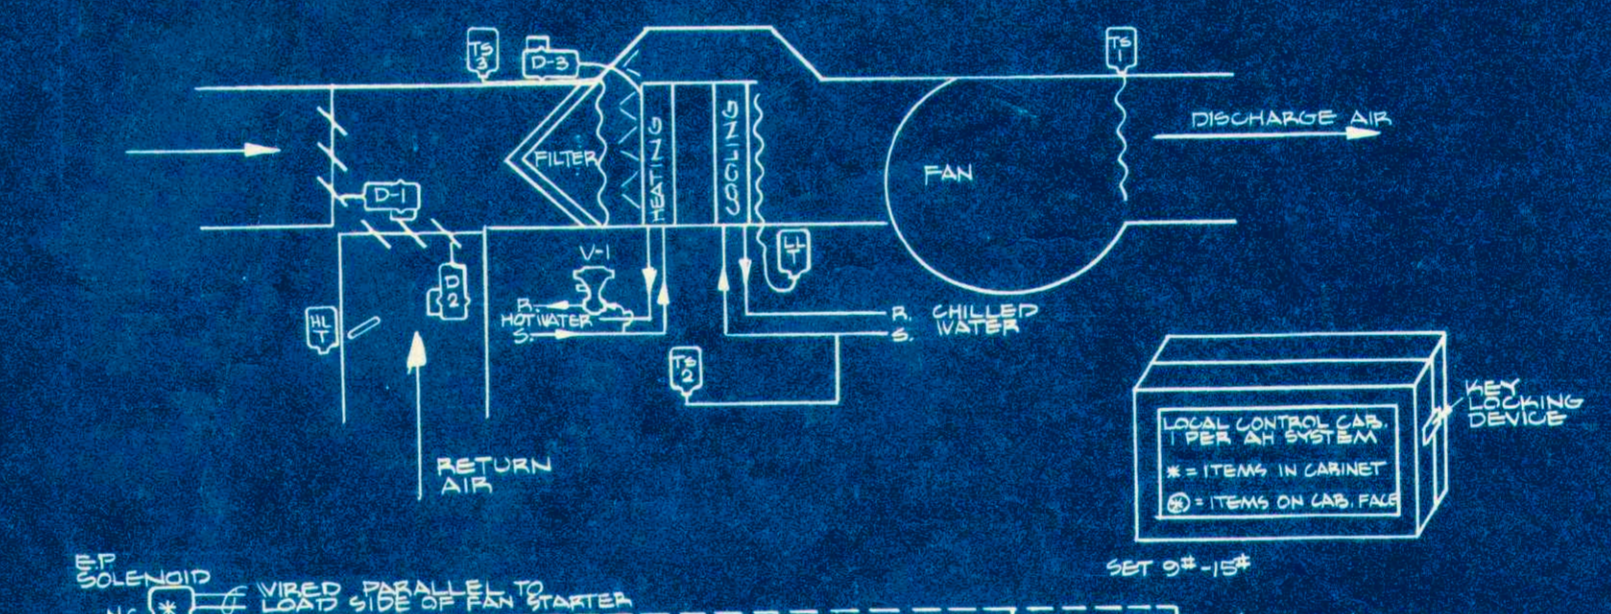 TS
3
D-3
TS
1
DISCHARGE AIR
FILTER
HEATING
COOLING
FAN
D-1
V-1
LL
T
D
2
HL
T
R.
HOT WATER
S.
R. CHILLED
WATER
S.
TS
2
RETURN
AIR
KEY
LOCKING
DEVICE
LOCAL CONTROL CAB.
1 PER AH SYSTEM
* = ITEMS IN CABINET
⊛ = ITEMS ON CAB. FACE
SET 9# -15#
E.P.
SOLENOID
*
WIRED PARALLEL TO
LOAD SIDE OF FAN STARTER